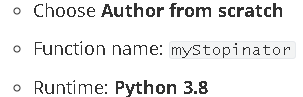 Choose Author from scratch
Function name: myStopinator
Runtime: Python 3.8